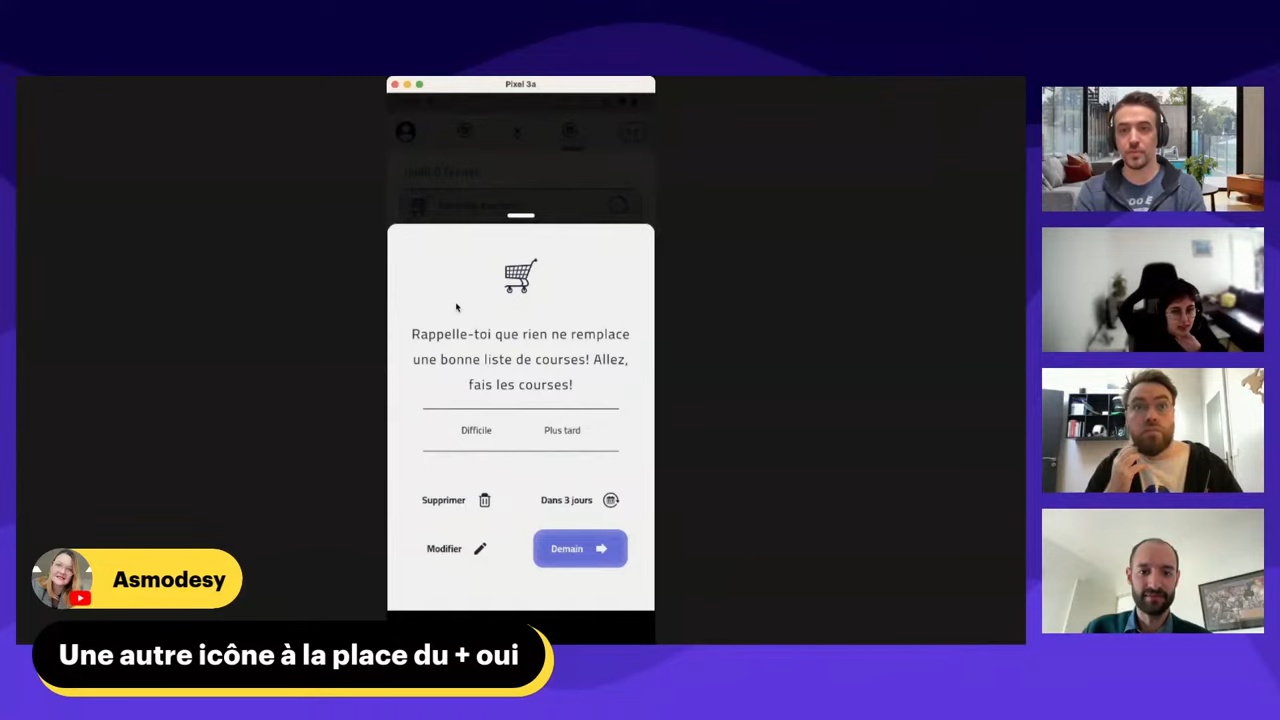 Pixel 3a
Rappelle-toi que rien ne remplace
une bonne liste de courses! Allez,
fais les courses!
Difficile
Plus tard
Supprimer
Dans 3 jours
Modifier
Demain
Asmodesy
Une autre icône à la place du + oui